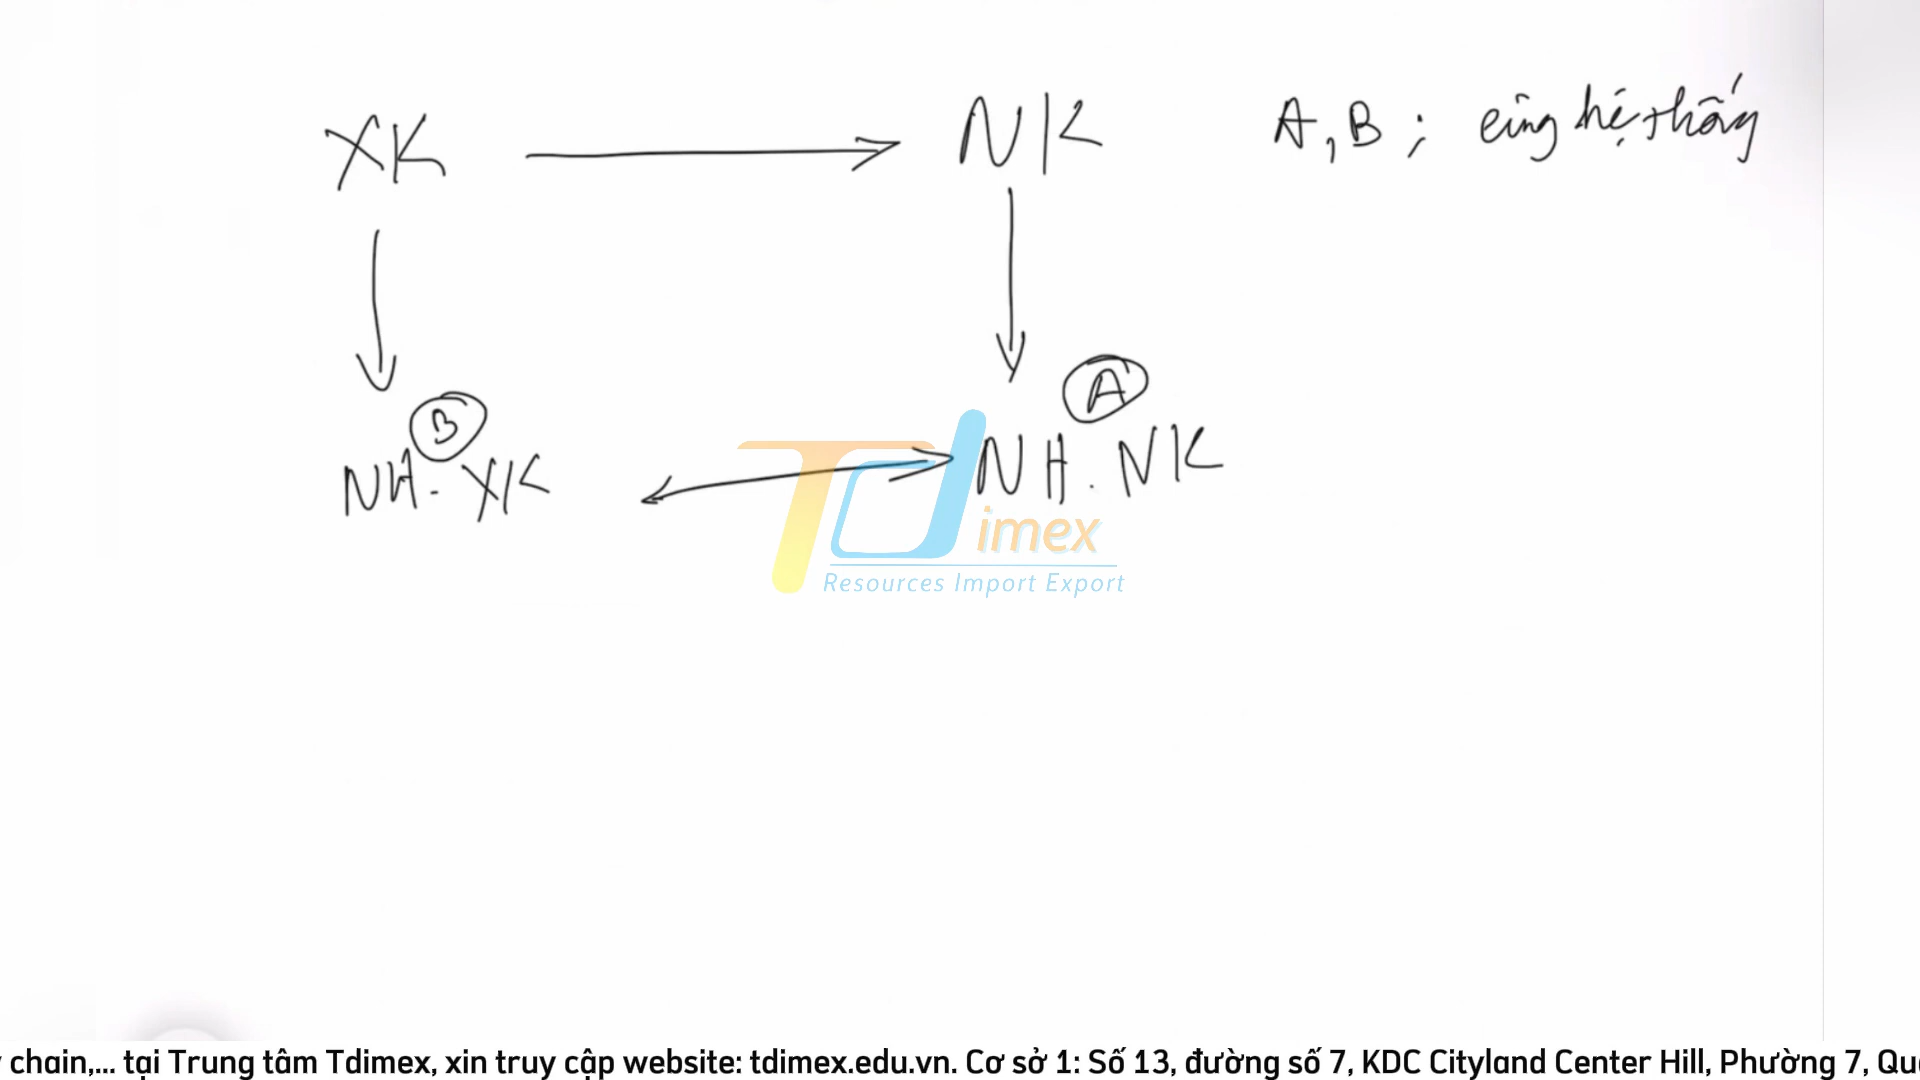 XK → NK A, B ; cùng hệ thống
B A
NH. XK ↔ NH. NK
Tdimex
Resources Import Export
chain,... tại Trung tâm Tdimex, xin truy cập website: tdimex.edu.vn. Cơ sở 1: Số 13, đường số 7, KDC Cityland Center Hill, Phường 7, Qu